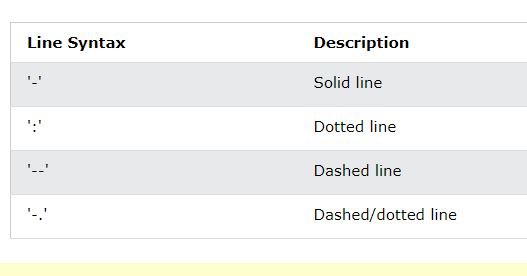 Line Syntax Description
'-' Solid line
':' Dotted line
'--' Dashed line
'-.' Dashed/dotted line